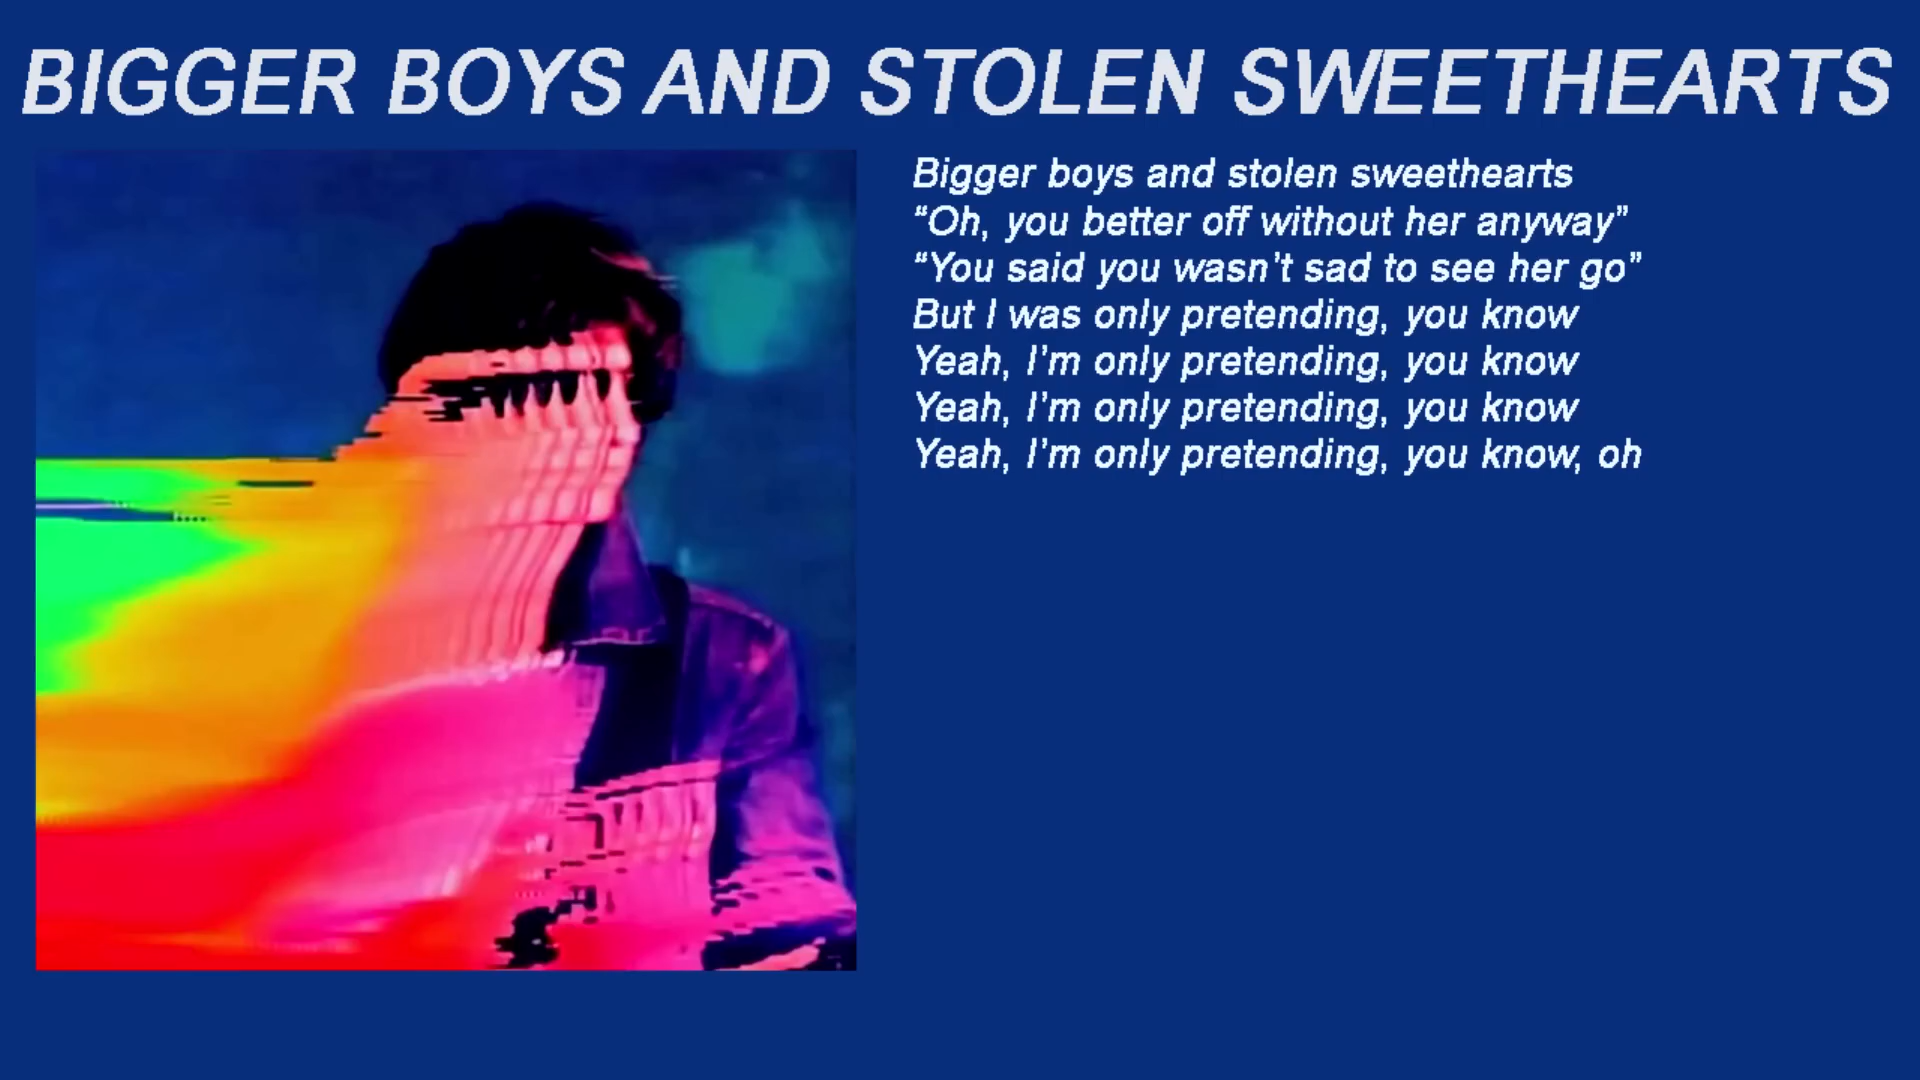 BIGGER BOYS AND STOLEN SWEETHEARTS
Bigger boys and stolen sweethearts
“Oh, you better off without her anyway”
“You said you wasn’t sad to see her go”
But I was only pretending, you know
Yeah, I’m only pretending, you know
Yeah, I’m only pretending, you know
Yeah, I’m only pretending, you know, oh